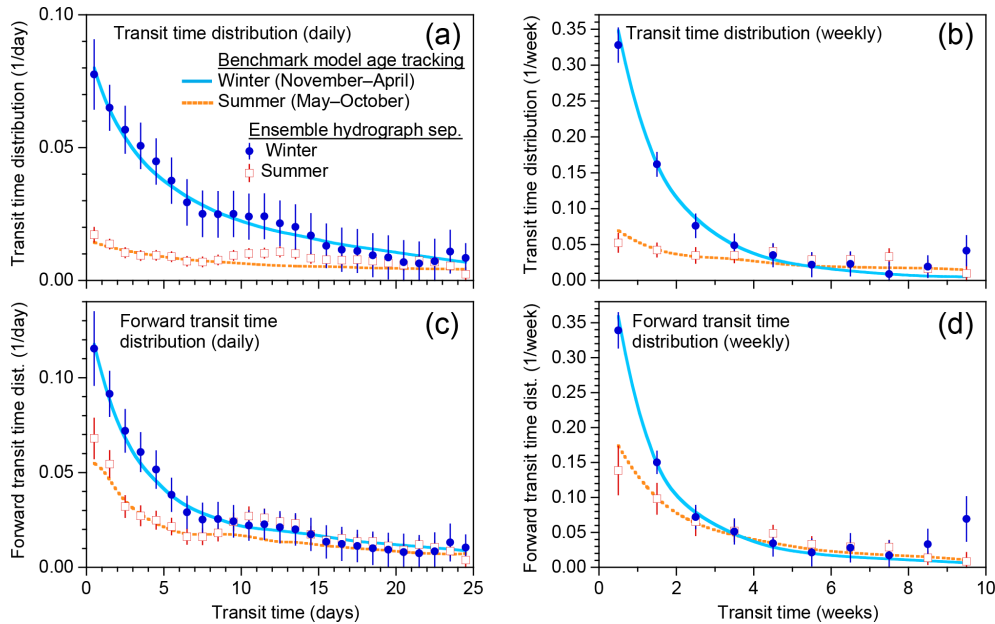 Transit time distribution (daily)
(a)
Benchmark model age tracking
Winter (November–April)
Summer (May–October)
Ensemble hydrograph sep.
Winter
Summer
Transit time distribution (1/day)
0.10
0.05
0.00
Transit time distribution (weekly)
(b)
Transit time distribution (1/week)
0.35
0.30
0.25
0.20
0.15
0.10
0.05
0.00
Forward transit time
distribution (daily)
(c)
Forward transit time dist. (1/day)
0.10
0.05
0.00
0
5
10
15
20
25
Transit time (days)
Forward transit time
distribution (weekly)
(d)
Forward transit time dist. (1/week)
0.35
0.30
0.25
0.20
0.15
0.10
0.05
0.00
0
2
4
6
8
10
Transit time (weeks)